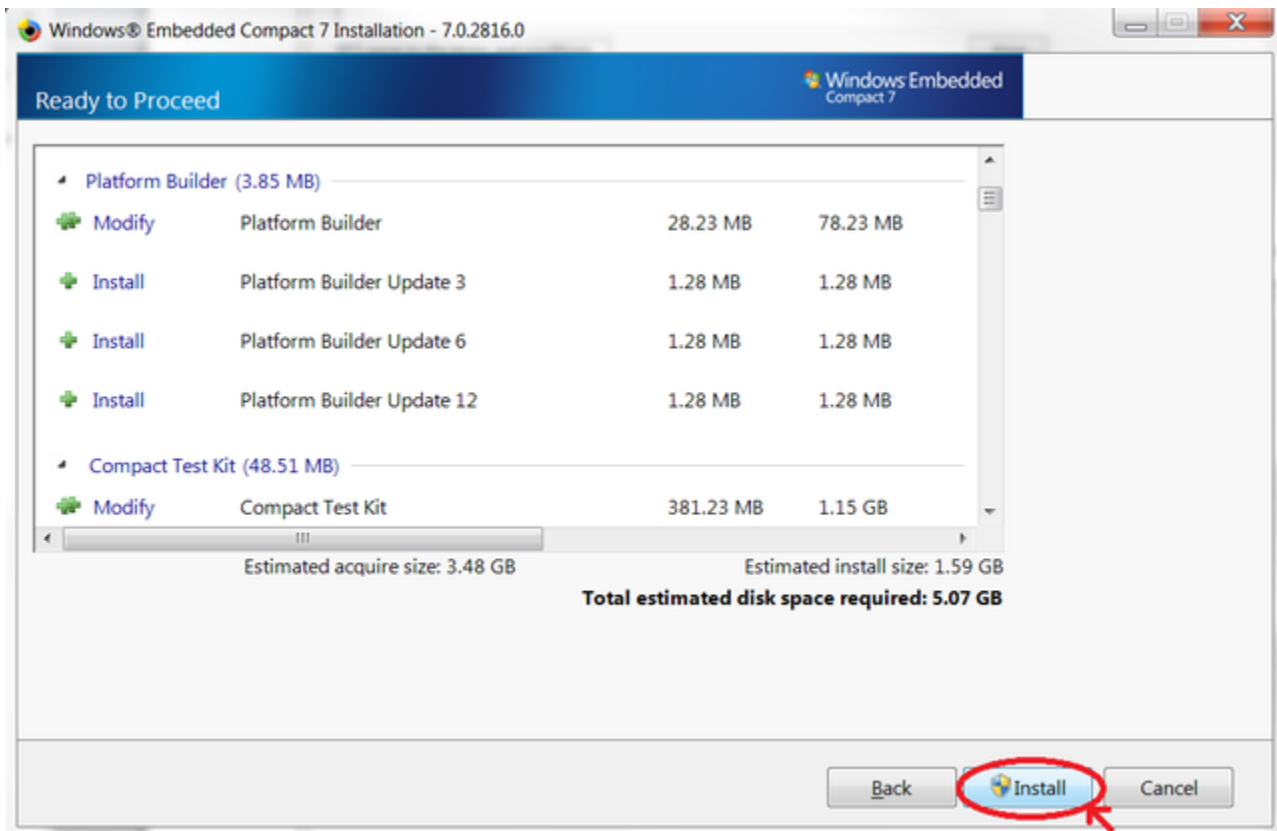 Windows® Embedded Compact 7 Installation - 7.0.2816.0
Ready to Proceed
Windows Embedded
Compact 7
Platform Builder (3.85 MB)
Modify Platform Builder 28.23 MB 78.23 MB
Install Platform Builder Update 3 1.28 MB 1.28 MB
Install Platform Builder Update 6 1.28 MB 1.28 MB
Install Platform Builder Update 12 1.28 MB 1.28 MB
Compact Test Kit (48.51 MB)
Modify Compact Test Kit 381.23 MB 1.15 GB
Estimated acquire size: 3.48 GB Estimated install size: 1.59 GB
Total estimated disk space required: 5.07 GB
Back Install Cancel